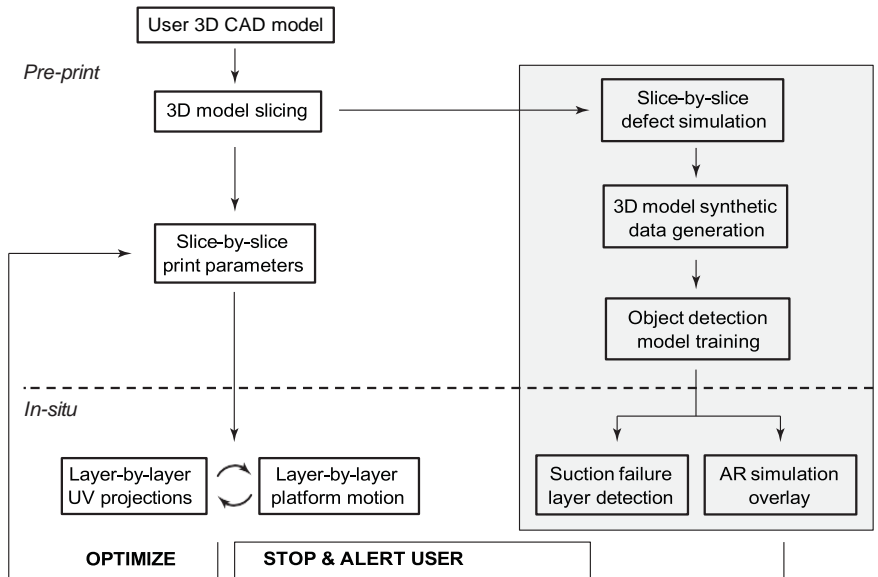 User 3D CAD model
Pre-print
3D model slicing
Slice-by-slice
defect simulation
3D model synthetic
data generation
Slice-by-slice
print parameters
Object detection
model training
In-situ
Layer-by-layer
UV projections
Layer-by-layer
platform motion
Suction failure
layer detection
AR simulation
overlay
OPTIMIZE
STOP & ALERT USER